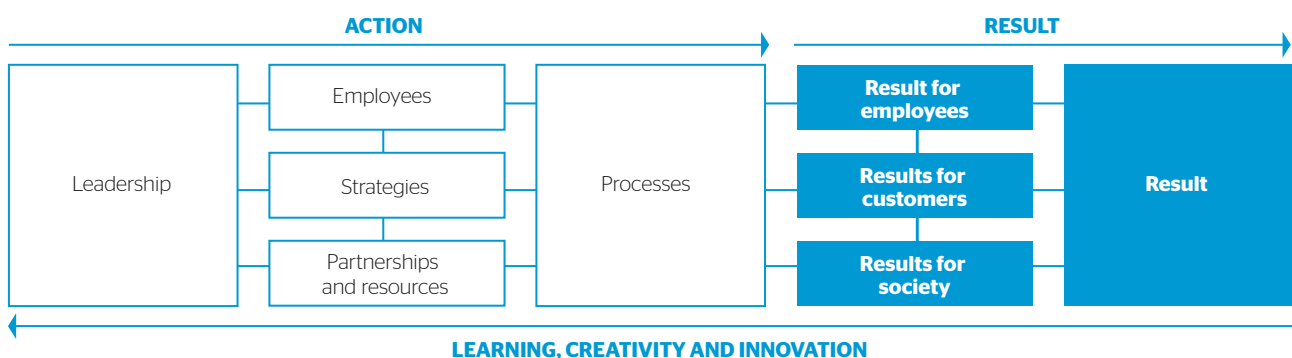 ACTION
RESULT
Leadership
Employees
Strategies
Partnerships
and resources
Processes
Result for
employees
Results for
customers
Results for
society
Result
LEARNING, CREATIVITY AND INNOVATION